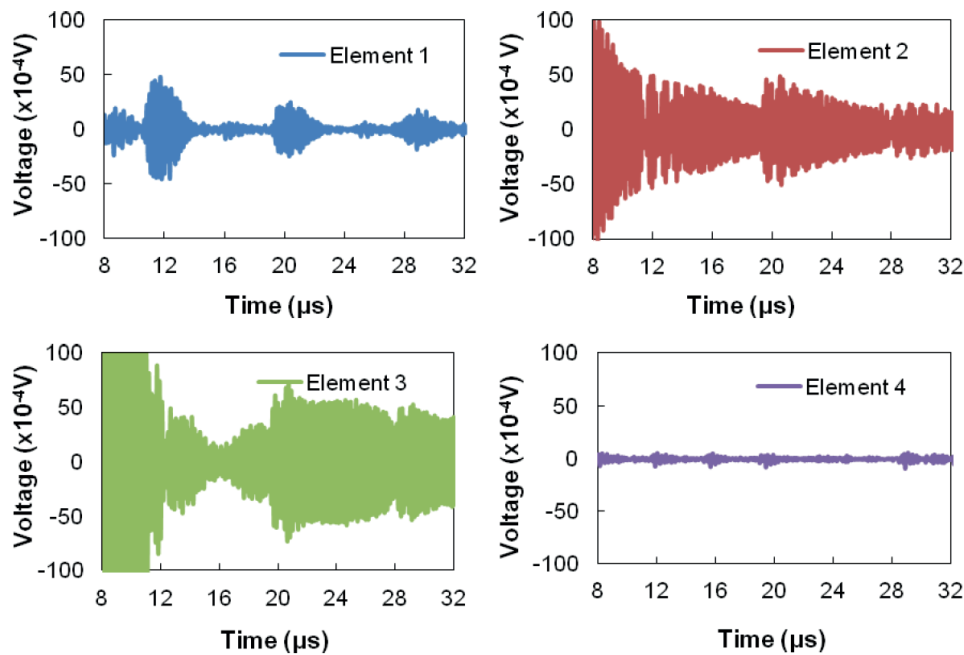 Voltage (x10⁻⁴V)
100
50
0
-50
-100
Element 1
8 12 16 20 24 28 32
Time (µs)
Voltage (x10⁻⁴ V)
100
50
0
-50
-100
Element 2
8 12 16 20 24 28 32
Time (µs)
Voltage (x10⁻⁴V)
100
50
0
-50
-100
Element 3
8 12 16 20 24 28 32
Time (µs)
Voltage (x10⁻⁴V)
100
50
0
-50
-100
Element 4
8 12 16 20 24 28 32
Time (µs)